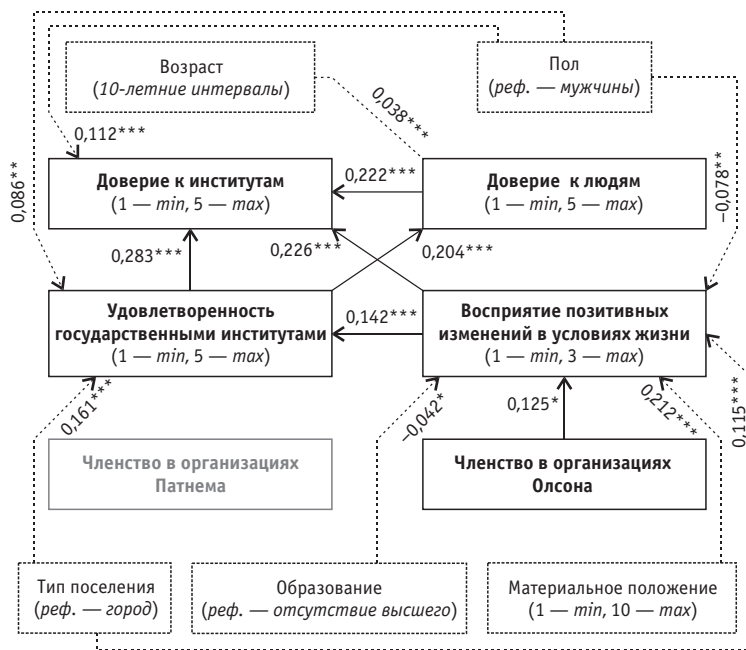 Возраст
(10-летние интервалы)
Пол
(реф. — мужчины)
0,038***
0,112***
0,086**
–0,078**
Доверие к институтам
(1 — min, 5 — max)
0,222***
Доверие к людям
(1 — min, 5 — max)
0,283***
0,226***
0,204***
Удовлетворенность
государственными институтами
(1 — min, 5 — max)
0,142***
Восприятие позитивных
изменений в условиях жизни
(1 — min, 3 — max)
0,161***
–0,042*
0,125*
0,212***
0,115***
Членство в организациях
Патнема
Членство в организациях
Олсона
Тип поселения
(реф. — город)
Образование
(реф. — отсутствие высшего)
Материальное положение
(1 — min, 10 — max)